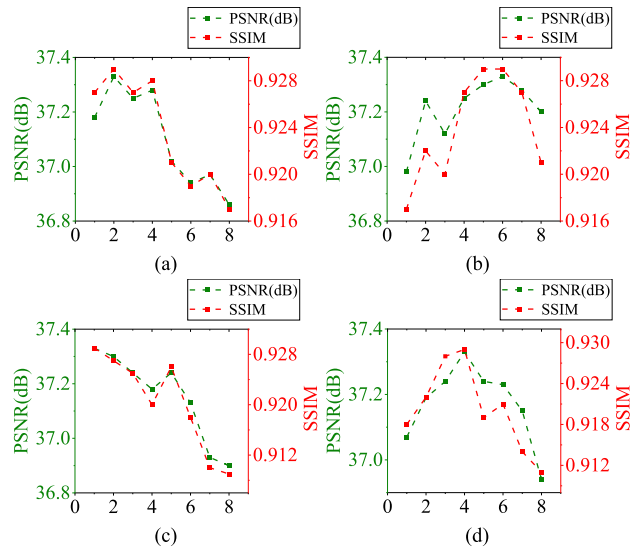 PSNR(dB)
SSIM
37.4
37.2
37.0
36.8
PSNR(dB)
0.928
0.924
0.920
0.916
SSIM
0 2 4 6 8
(a)
PSNR(dB)
SSIM
37.4
37.2
37.0
36.8
PSNR(dB)
0.928
0.924
0.920
0.916
SSIM
0 2 4 6 8
(b)
PSNR(dB)
SSIM
37.4
37.2
37.0
36.8
PSNR(dB)
0.928
0.920
0.912
SSIM
0 2 4 6 8
(c)
PSNR(dB)
SSIM
37.4
37.2
37.0
PSNR(dB)
0.930
0.924
0.918
0.912
SSIM
0 2 4 6 8
(d)